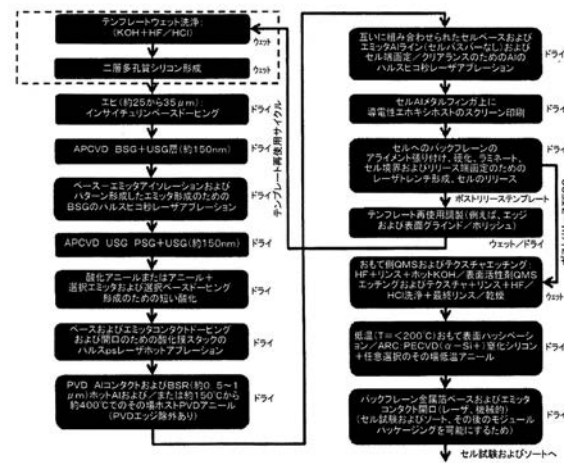 テンプレートウェット洗浄:
(KOH+HF/HCl)
ウェット
二層多孔質シリコン形成
ウェット
エピ(約25から35μm):
インサイチュリンベースドーピング
ドライ
APCVD BSG+USG層(約150nm)
ドライ
ベースーエミッタアイソレーションおよび
パターン形成したエミッタ形成のための
BSGのパルスピコ秒レーザアブレーション
ドライ
APCVD USG PSG+USG(約150nm)
ドライ
酸化アニールまたはアニール+
選択エミッタおよび選択ベースドーピング
形成のための短い酸化
ドライ
ベースおよびエミッタコンタクトドーピング
および開口のための酸化膜スタックの
パルスpsレーザホットアブレーション
ドライ
PVD AlコンタクトおよびBSR(約0.5~1
μm)ホットAlおよび/または約150℃から
約400℃でのその場ポストPVDアニール
(PVDエッジ除外あり)
ドライ
テンプレート再使用サイクル
互いに組み合わせられたセルベースおよび
エミッタAlライン(セルバスバーなし)および
セル端画定/クリアランスのためのAlの
パルスピコ秒レーザアブレーション
ドライ
セルAlメタルフィンガ上に
導電性エポキシポストのスクリーン印刷
ドライ
セルへのバックプレーンの
アライメント張り付け、硬化、ラミネート、
セル境界およびリリース端画定のための
レーザトレンチ形成、セルのリリース
ドライ
ポストリリーステンプレート
テンプレート再使用調製(例えば、エッジ
および表面グラインド/ポリッシュ)
ウェット/ドライ
おもて側QMSおよびテクスチャエッチング:
HF+リンス+ホットKOH/表面活性剤QMS
エッチングおよびテクスチャ+リンス+HF/
HCl洗浄+最終リンス/乾燥
ウェット
低温(T=<200℃)おもて表面パッシベーション
/ARC PECVD(α-Si+)窒化シリコン
+任意選択のその場低温アニール
ドライ
バックプレーン金属箔ベースおよびエミッタ
コンタクト開口(レーザ、機械的)
(セル試験およびソート、その後のモジュール
パッケージングを可能にするため)
ドライ
セル試験およびソートへ